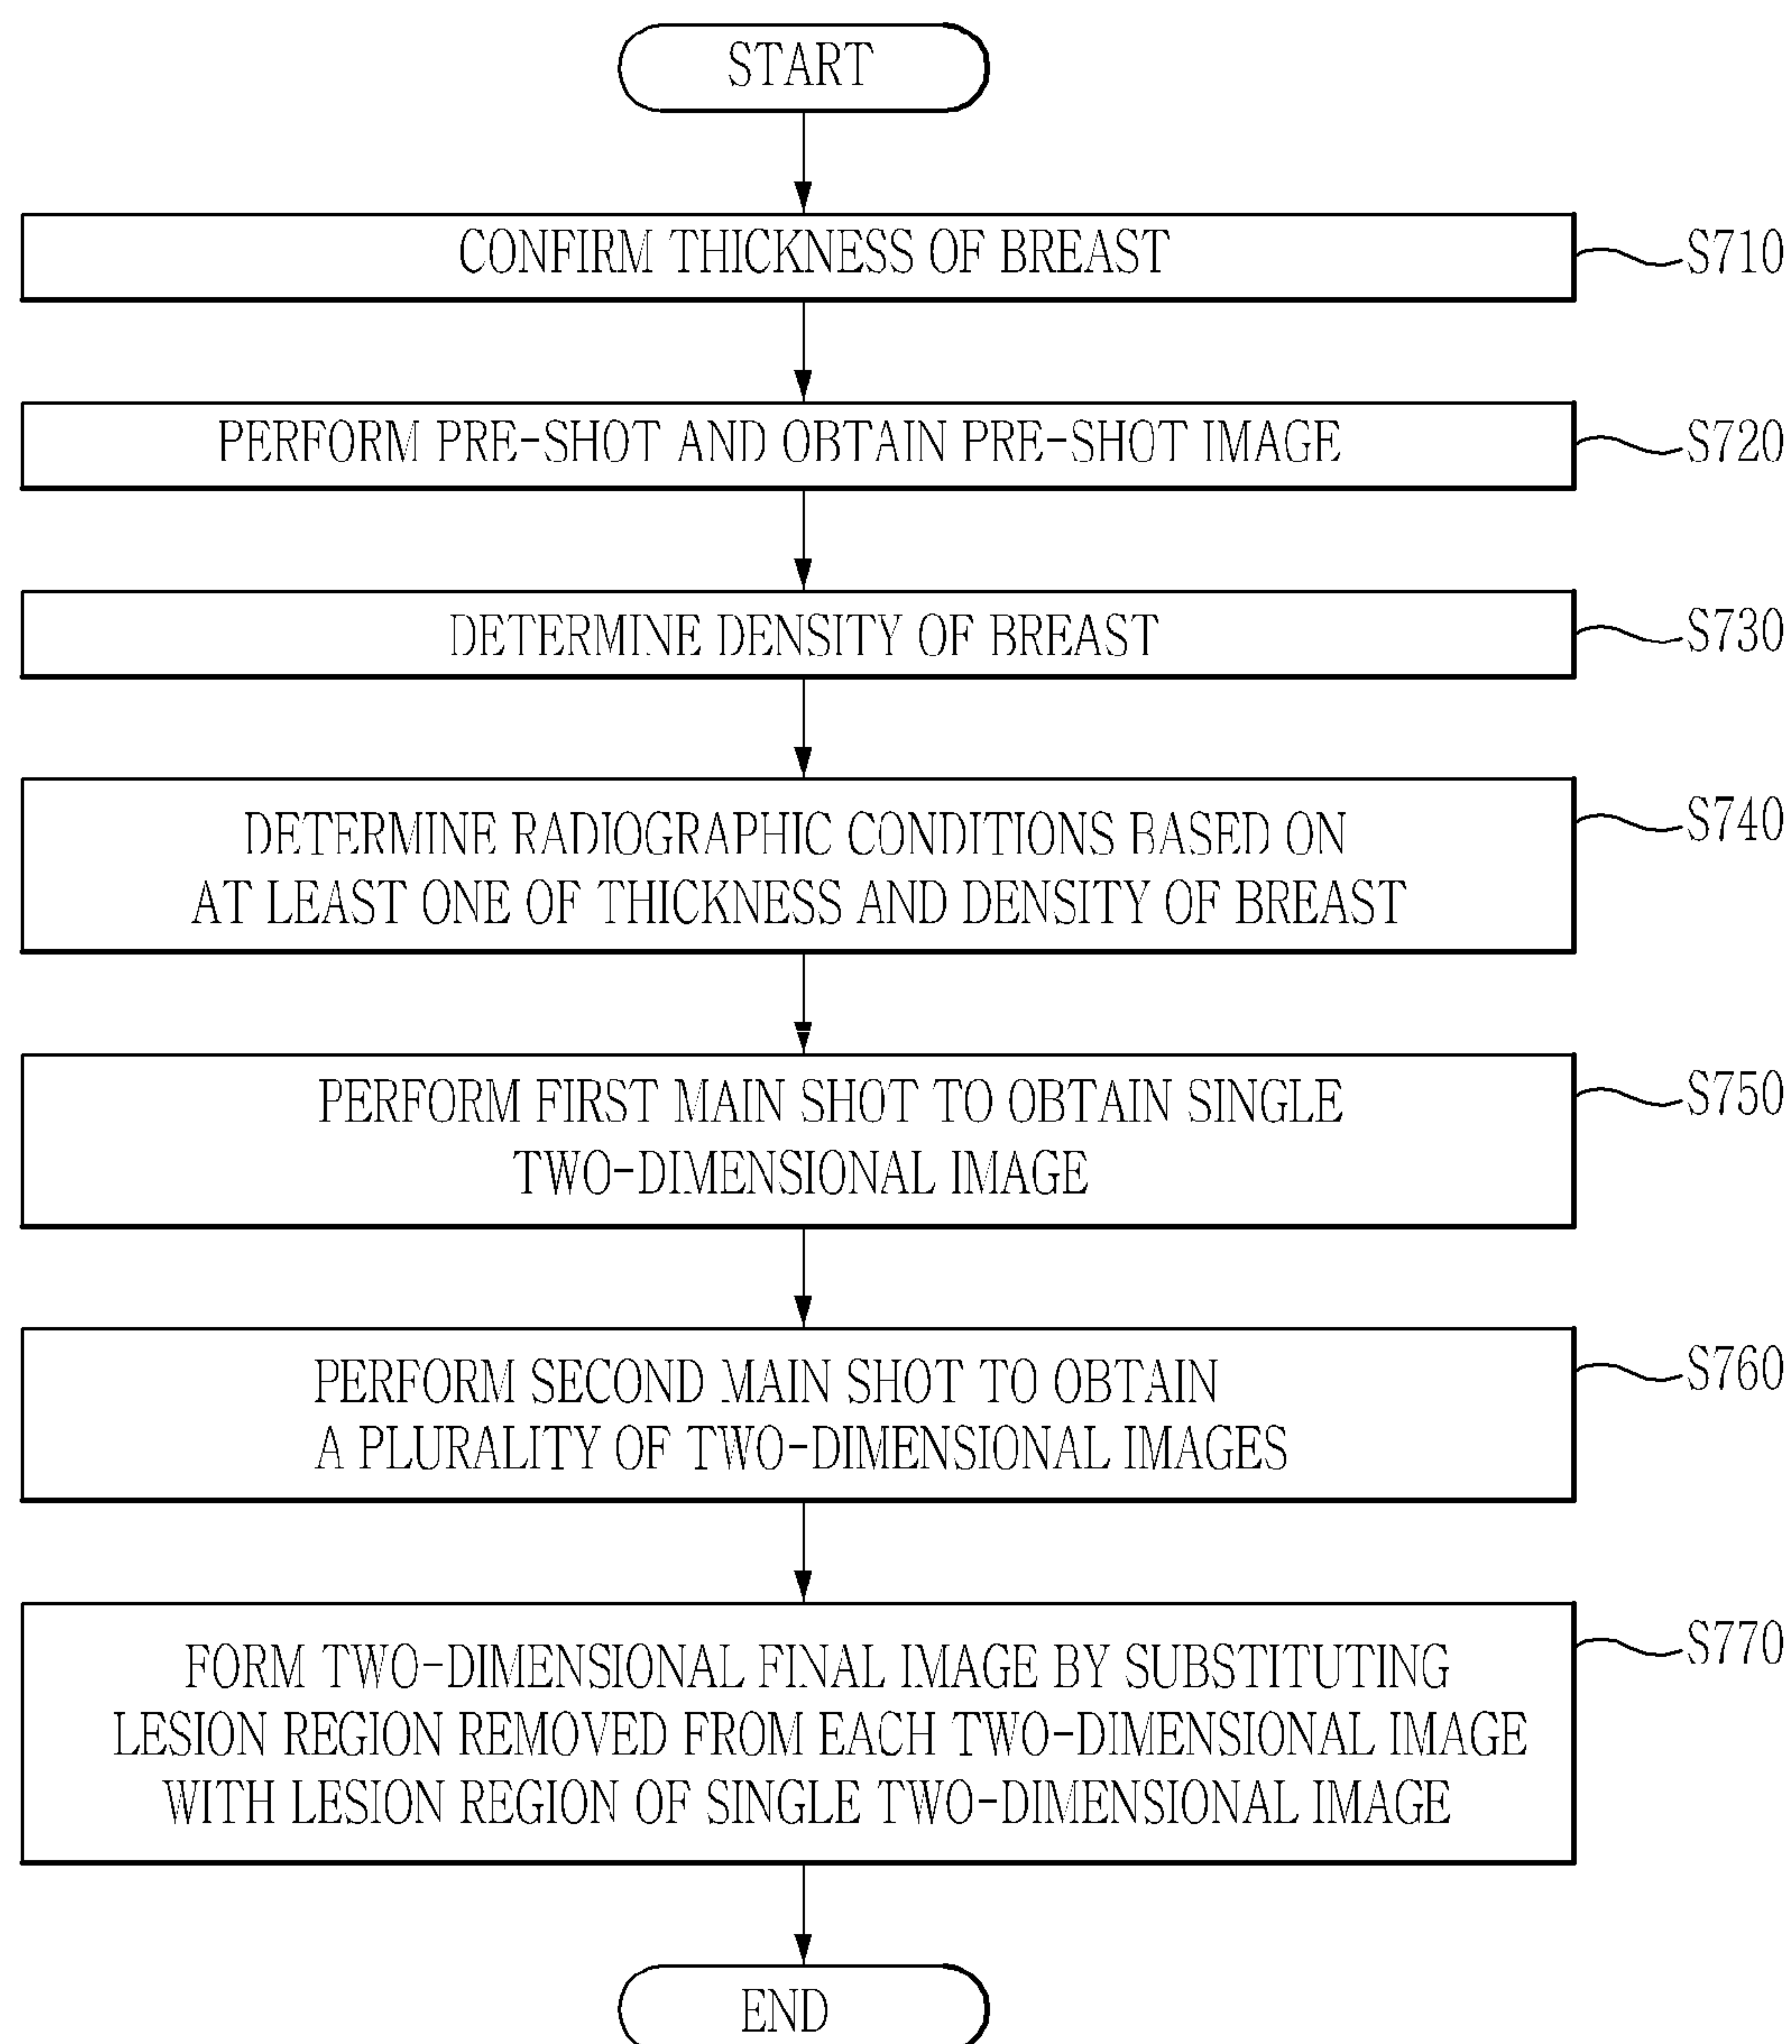 START
CONFIRM THICKNESS OF BREAST
S710
PERFORM PRE-SHOT AND OBTAIN PRE-SHOT IMAGE
S720
DETERMINE DENSITY OF BREAST
S730
DETERMINE RADIOGRAPHIC CONDITIONS BASED ON
AT LEAST ONE OF THICKNESS AND DENSITY OF BREAST
S740
PERFORM FIRST MAIN SHOT TO OBTAIN SINGLE
TWO-DIMENSIONAL IMAGE
S750
PERFORM SECOND MAIN SHOT TO OBTAIN
A PLURALITY OF TWO-DIMENSIONAL IMAGES
S760
FORM TWO-DIMENSIONAL FINAL IMAGE BY SUBSTITUTING
LESION REGION REMOVED FROM EACH TWO-DIMENSIONAL IMAGE
WITH LESION REGION OF SINGLE TWO-DIMENSIONAL IMAGE
S770
END